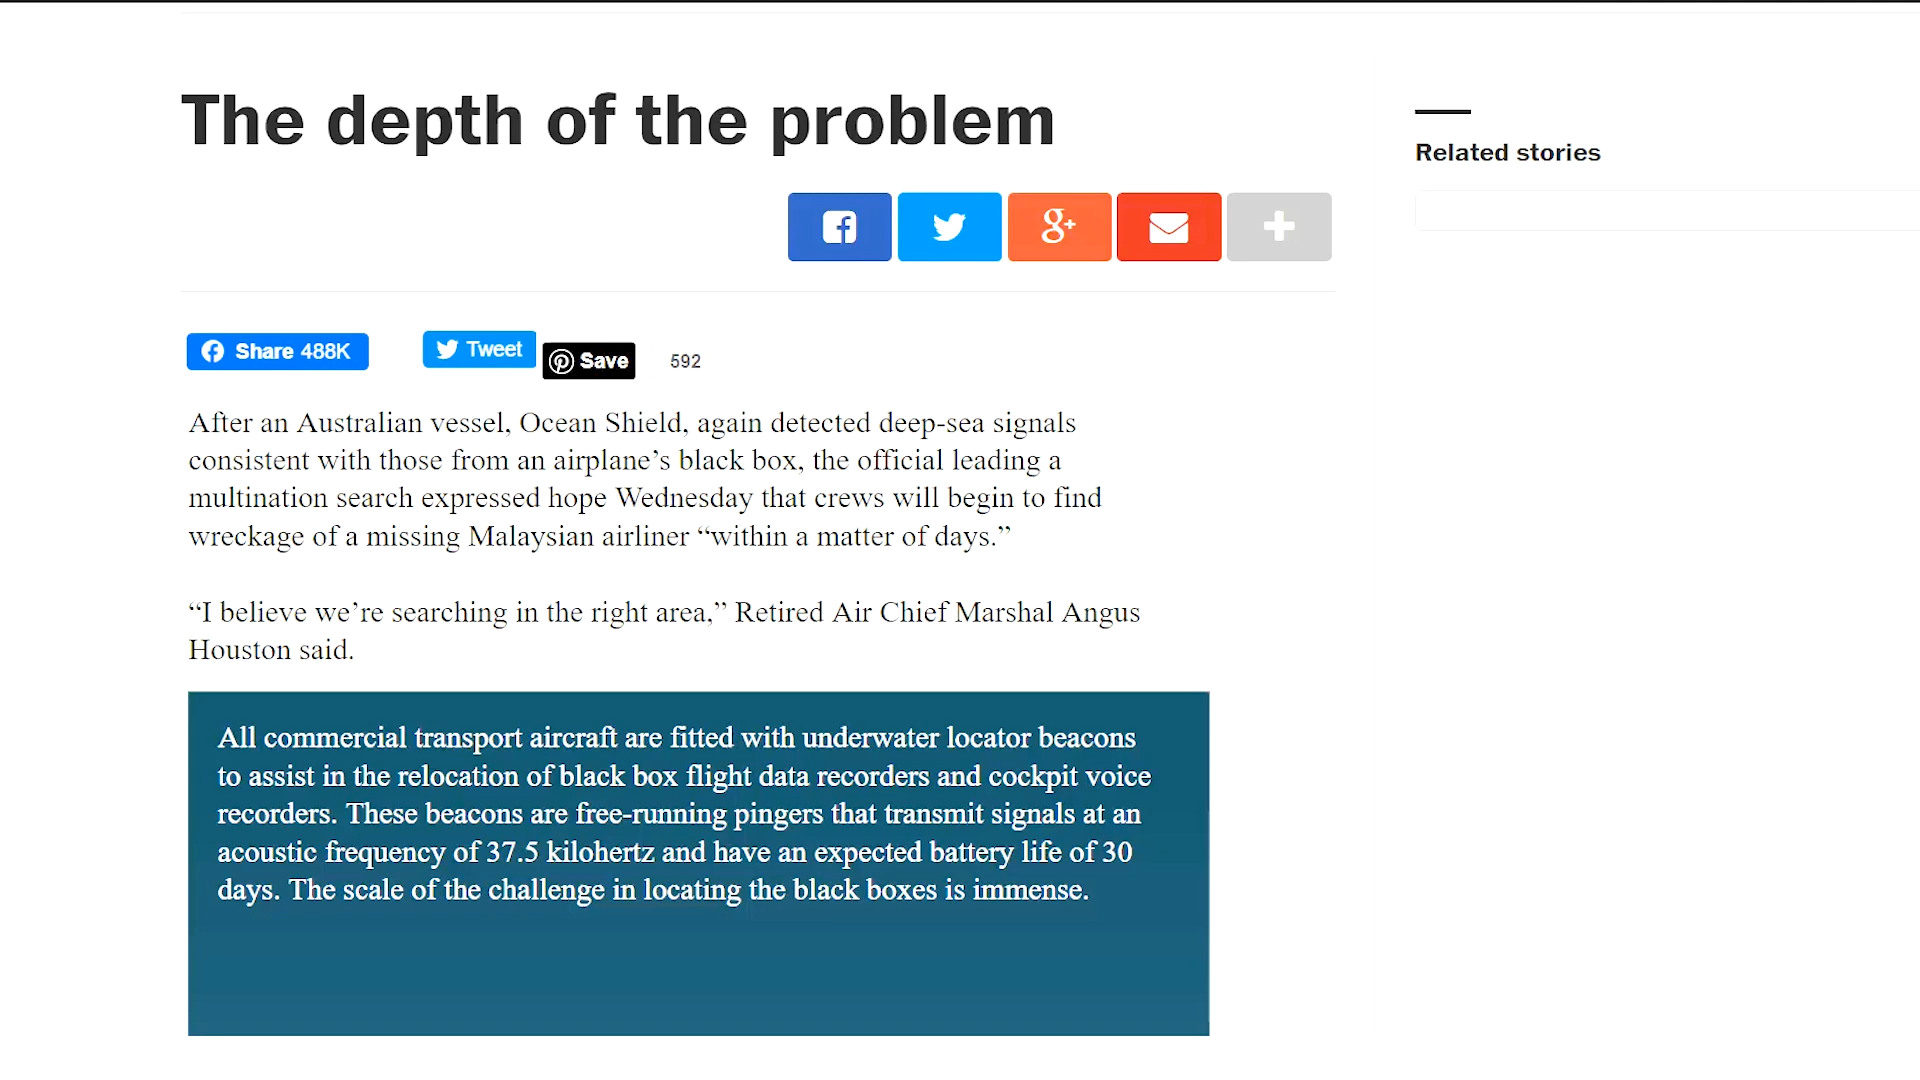 The depth of the problem
Related stories
g+
Share 488K
Tweet
Save
592
After an Australian vessel, Ocean Shield, again detected deep-sea signals
consistent with those from an airplane’s black box, the official leading a
multination search expressed hope Wednesday that crews will begin to find
wreckage of a missing Malaysian airliner “within a matter of days.”
“I believe we’re searching in the right area,” Retired Air Chief Marshal Angus
Houston said.
All commercial transport aircraft are fitted with underwater locator beacons
to assist in the relocation of black box flight data recorders and cockpit voice
recorders. These beacons are free-running pingers that transmit signals at an
acoustic frequency of 37.5 kilohertz and have an expected battery life of 30
days. The scale of the challenge in locating the black boxes is immense.